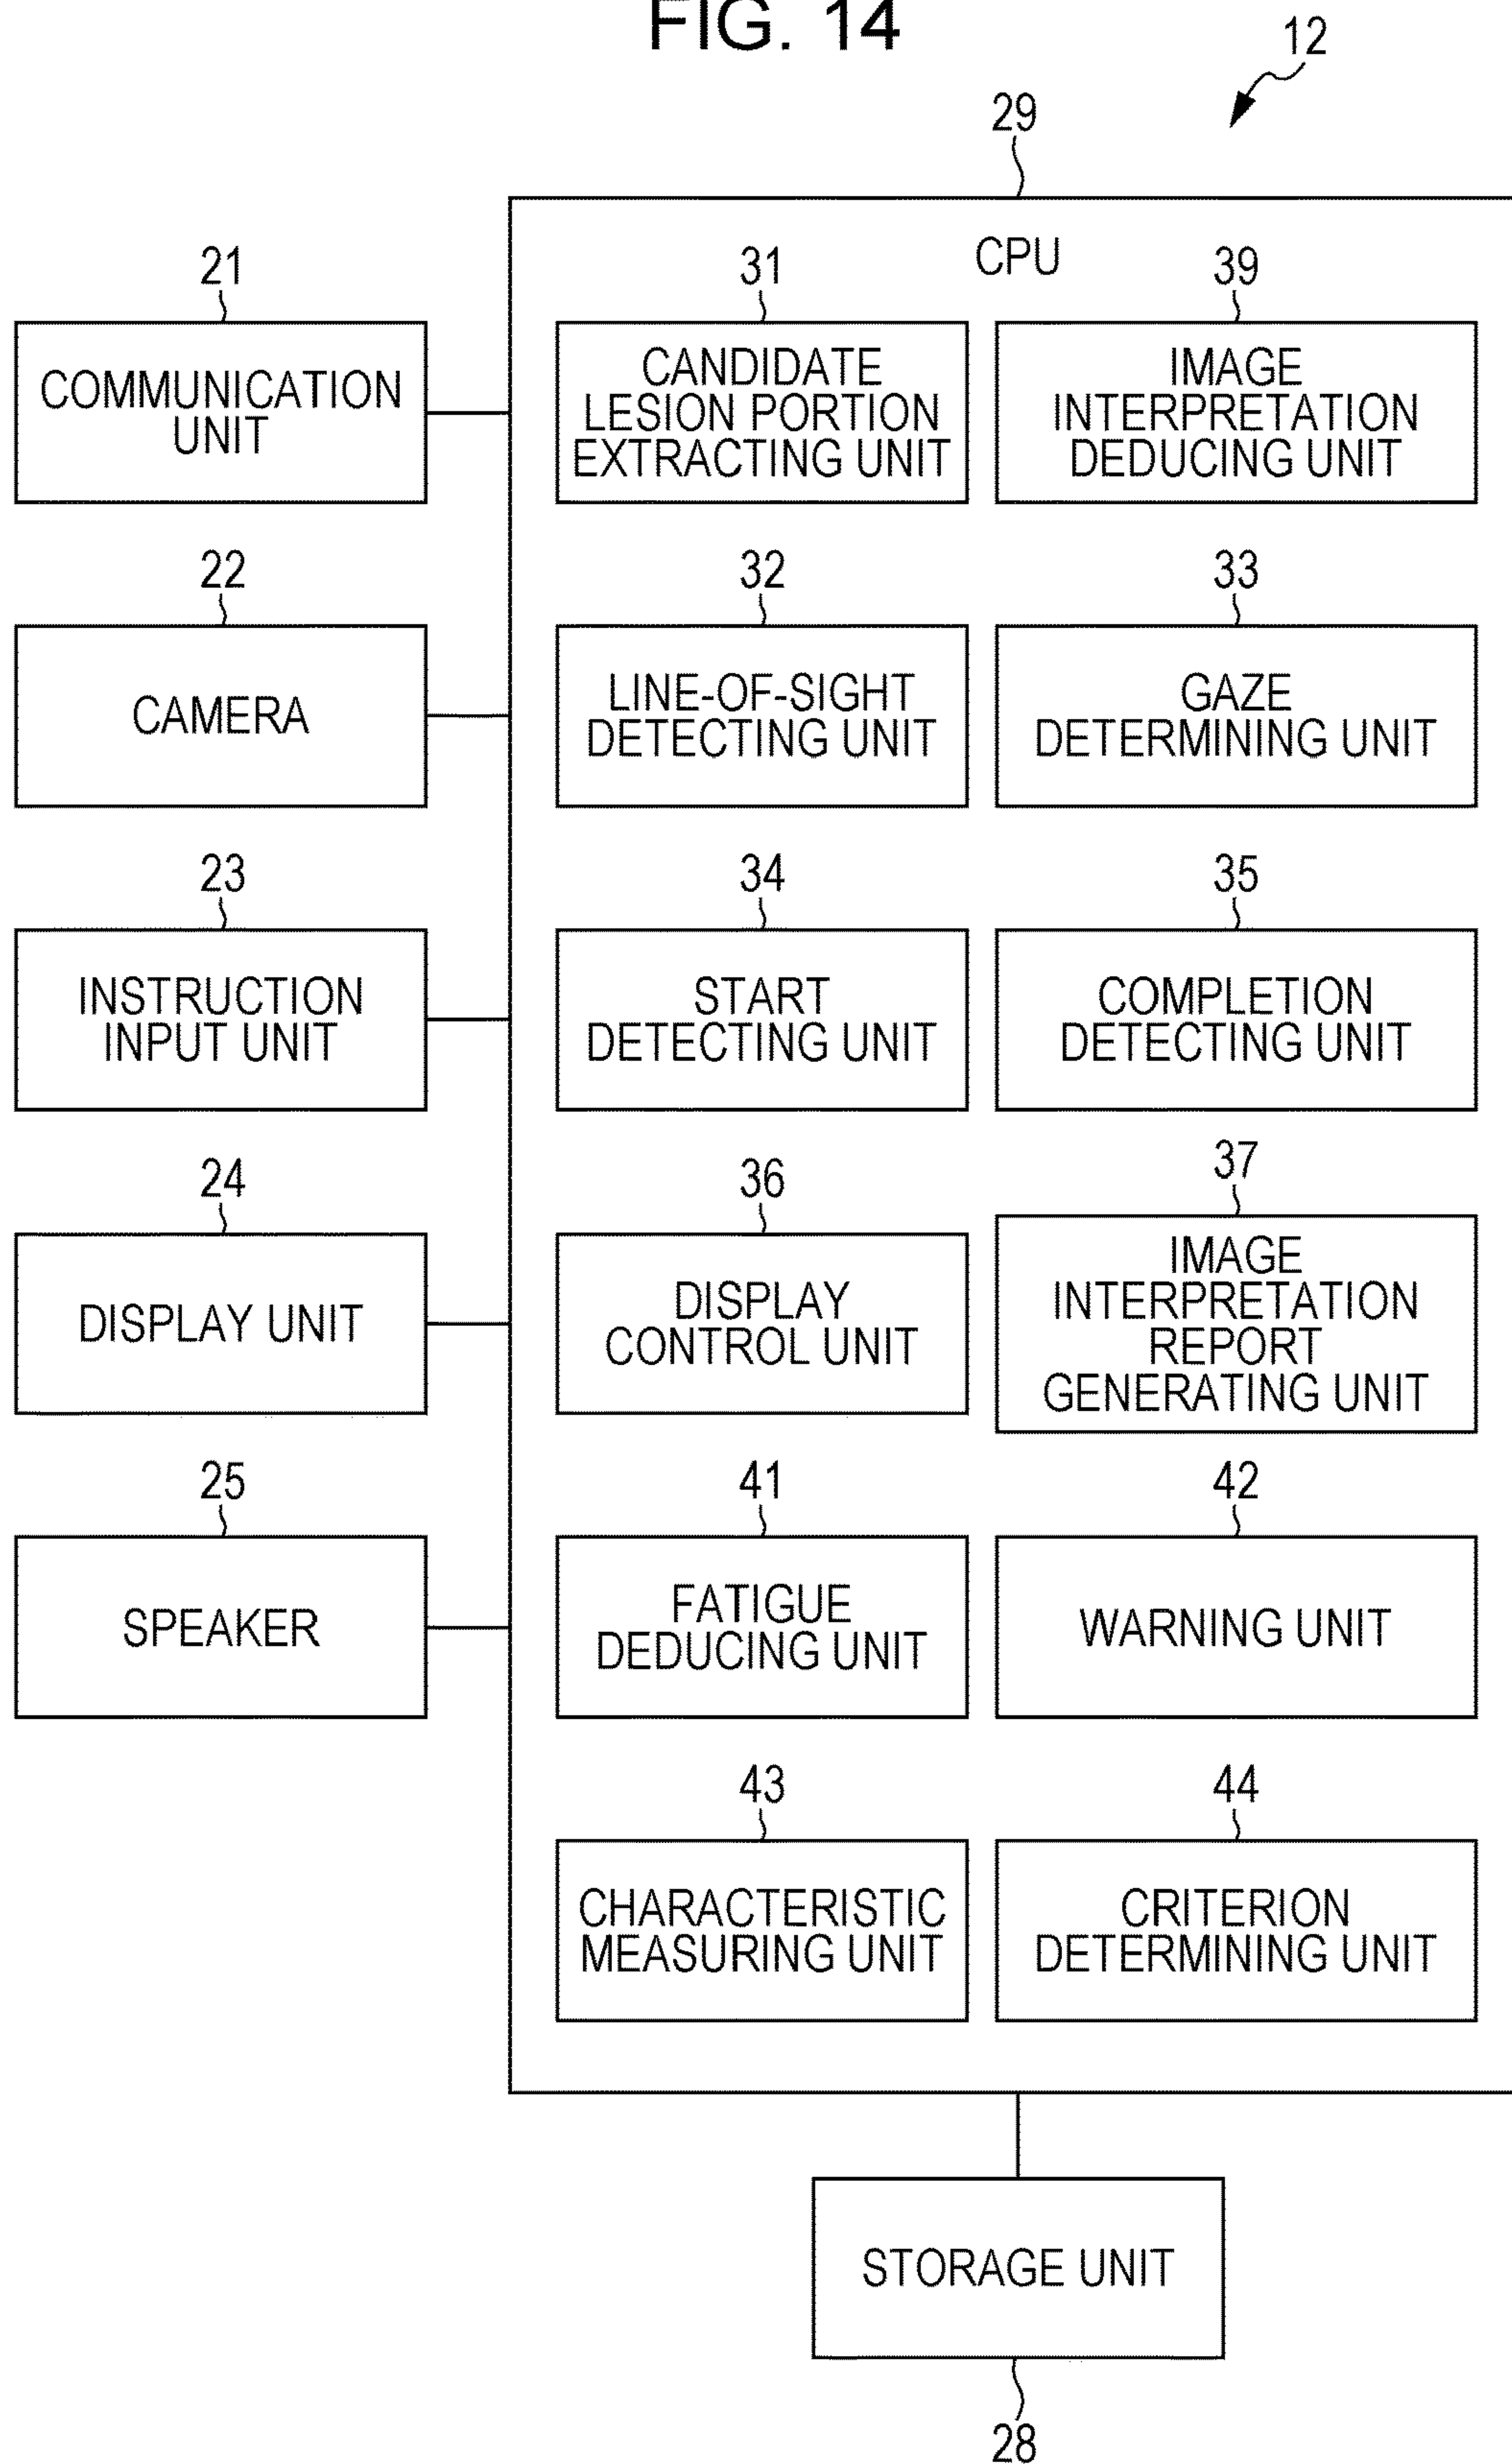 FIG. 14
12
29
CPU
21
COMMUNICATION
UNIT
22
CAMERA
23
INSTRUCTION
INPUT UNIT
24
DISPLAY UNIT
25
SPEAKER
31
CANDIDATE
LESION PORTION
EXTRACTING UNIT
39
IMAGE
INTERPRETATION
DEDUCING UNIT
32
LINE-OF-SIGHT
DETECTING UNIT
33
GAZE
DETERMINING UNIT
34
START
DETECTING UNIT
35
COMPLETION
DETECTING UNIT
36
DISPLAY
CONTROL UNIT
37
IMAGE
INTERPRETATION
REPORT
GENERATING UNIT
41
FATIGUE
DEDUCING UNIT
42
WARNING UNIT
43
CHARACTERISTIC
MEASURING UNIT
44
CRITERION
DETERMINING UNIT
STORAGE UNIT
28